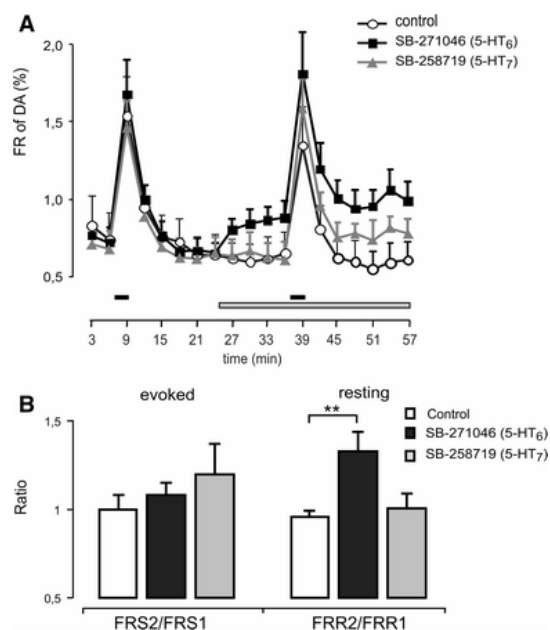 A
control
SB-271046 (5-HT6)
SB-258719 (5-HT7)
FR of DA (%)
2,0
1,5
1,0
0,5
3 9 15 21 27 33 39 45 51 57
time (min)
B
evoked resting
**
Control
SB-271046 (5-HT6)
SB-258719 (5-HT7)
Ratio
1,5
1
0,5
FRS2/FRS1 FRR2/FRR1